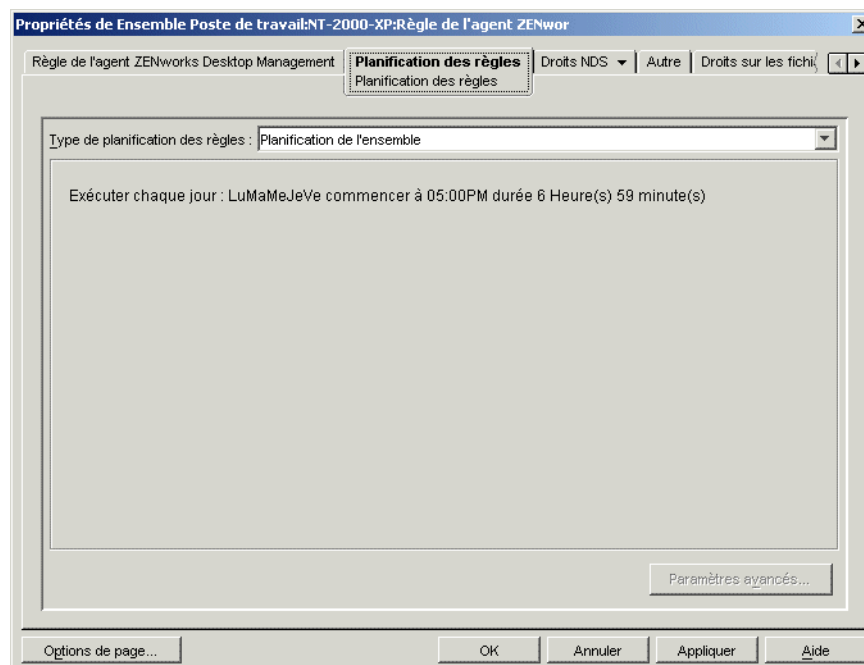 Propriétés de Ensemble Poste de travail:NT-2000-XP:Règle de l'agent ZENwor
Règle de l'agent ZENworks Desktop Management Planification des règles Droits NDS Autre Droits sur les fichi
Planification des règles
Type de planification des règles : Planification de l'ensemble
Exécuter chaque jour : LuMaMeJeVe commencer à 05:00PM durée 6 Heure(s) 59 minute(s)
Paramètres avancés...
Options de page... OK Annuler Appliquer Aide